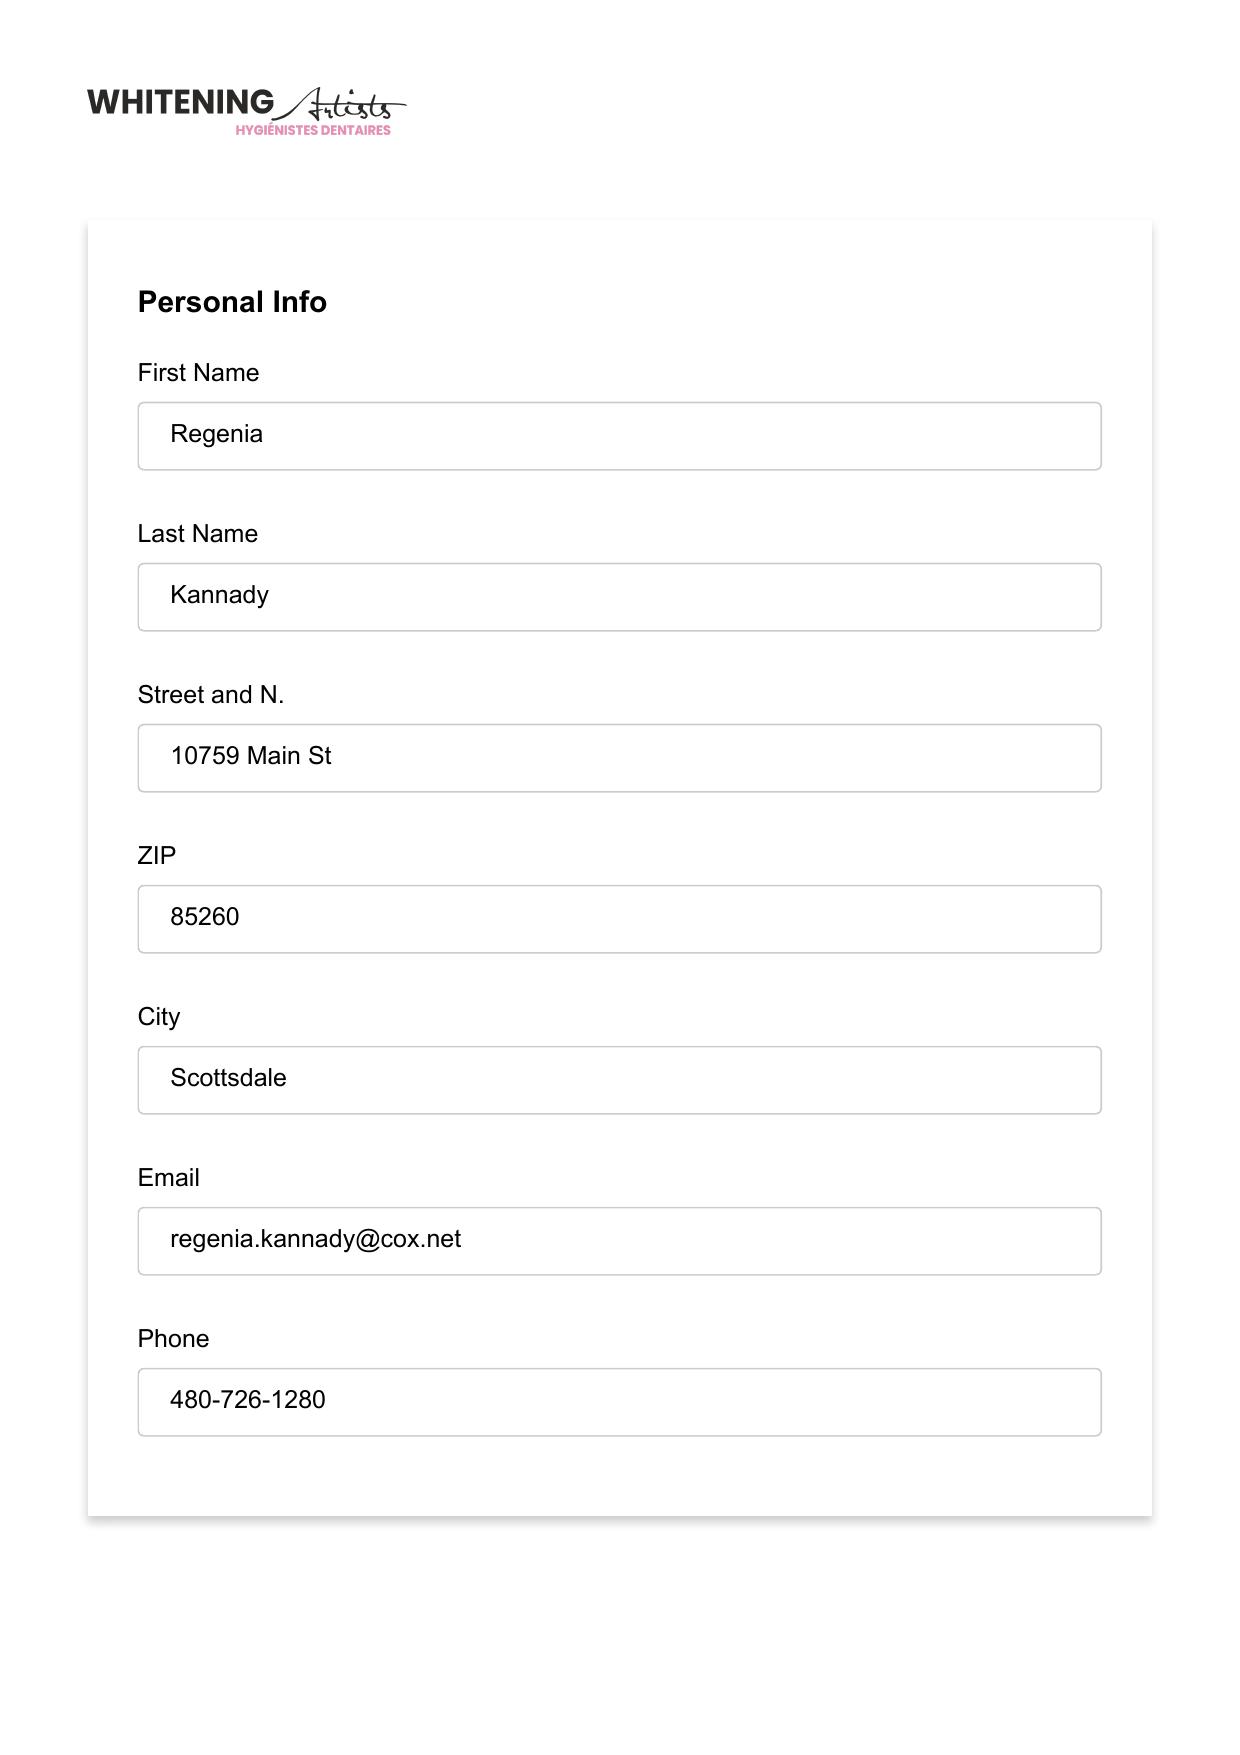 WHITENING Artists
HYGIÉNISTES DENTAIRES
Personal Info
First Name
Regenia
Last Name
Kannady
Street and N.
10759 Main St
ZIP
85260
City
Scottsdale
Email
regenia.kannady@cox.net
Phone
480-726-1280